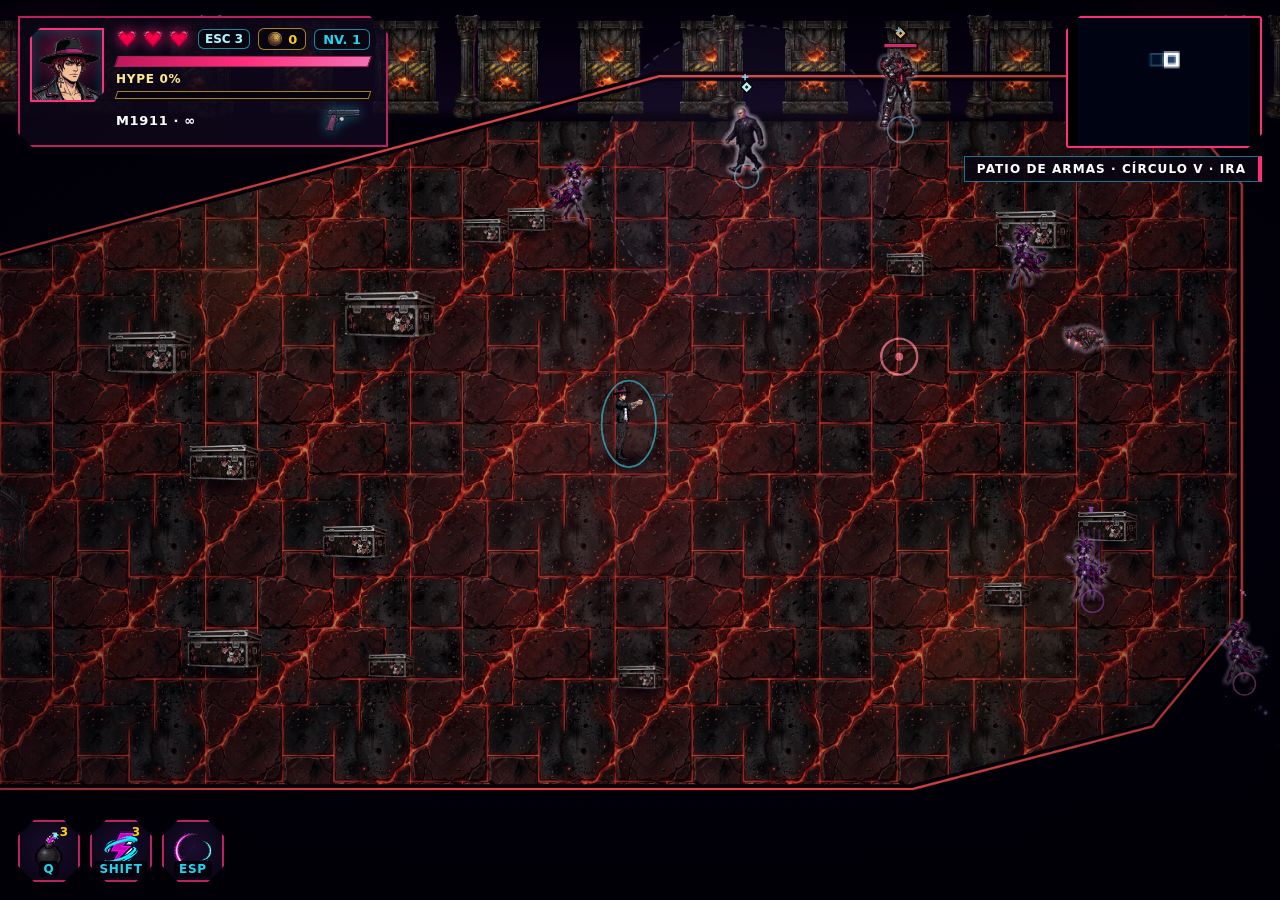 ESC 3
0
NV. 1
HYPE 0%
M1911 · ∞
PATIO DE ARMAS · CÍRCULO V · IRA
3
Q
3
SHIFT
ESP